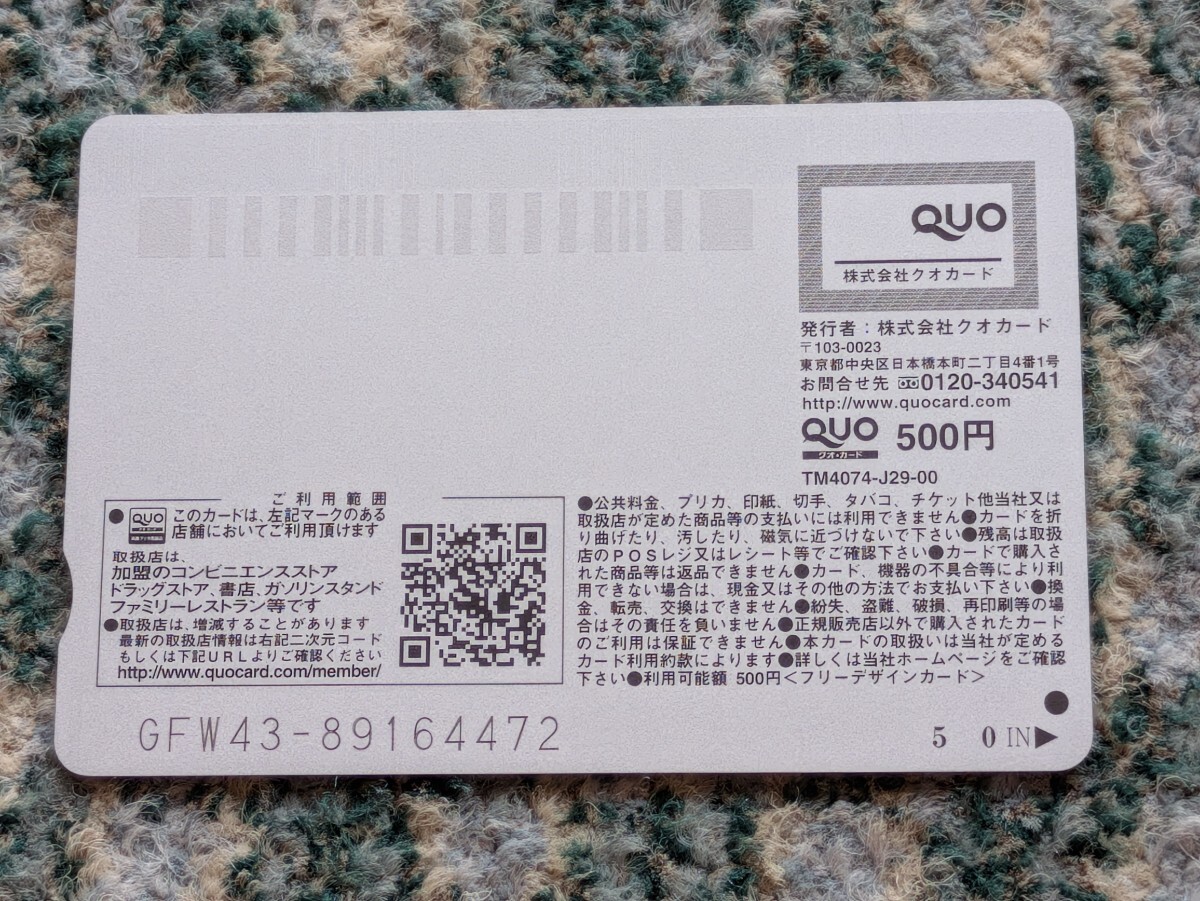 QUO
株式会社クオカード
発行者：株式会社クオカード
〒103-0023
東京都中央区日本橋本町二丁目4番1号
お問合せ先 0120-340541
http://www.quocard.com
QUO 500円
クオ・カード
TM4074-J29-00
ご利用範囲
●QUO このカードは、左記マークのある
店舗においてご利用頂けます
取扱店は、
加盟のコンビニエンスストア
ドラッグストア、書店、ガソリンスタンド
ファミリーレストラン等です
●取扱店は、増減することがあります
最新の取扱店情報は右記二次元コード
もしくは下記URLよりご確認ください
http://www.quocard.com/member/
●公共料金、プリカ、印紙、切手、タバコ、チケット他当社又は
取扱店が定めた商品等の支払いには利用できません●カードを折
り曲げたり、汚したり、磁気に近づけないで下さい●残高は取扱
店のPOSレジ又はレシート等でご確認下さい●カードで購入さ
れた商品等は返品できません●カード、機器の不具合等により利
用できない場合は、現金又はその他の方法でお支払い下さい●換
金、転売、交換はできません●紛失、盗難、破損、再印刷等の場
合はその責任を負いません●正規販売店以外で購入されたカード
のご利用は保証できません●本カードの取扱いは当社が定める
カード利用約款によります●詳しくは当社ホームページをご確認
下さい●利用可能額 500円＜フリーデザインカード＞
GFW43-89164472
5 0 IN▶